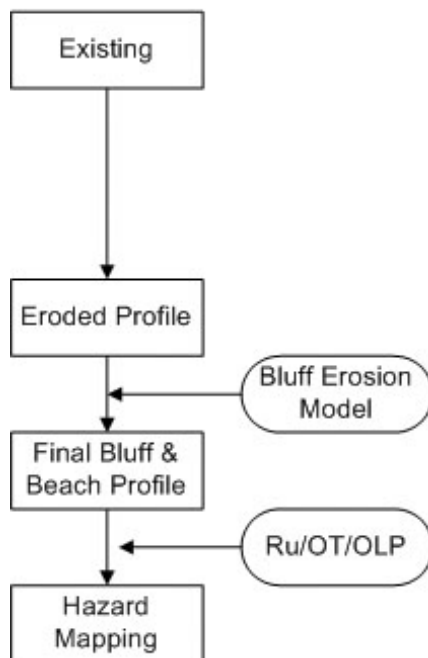 Existing
Eroded Profile
Bluff Erosion
Model
Final Bluff &
Beach Profile
Ru/OT/OLP
Hazard
Mapping